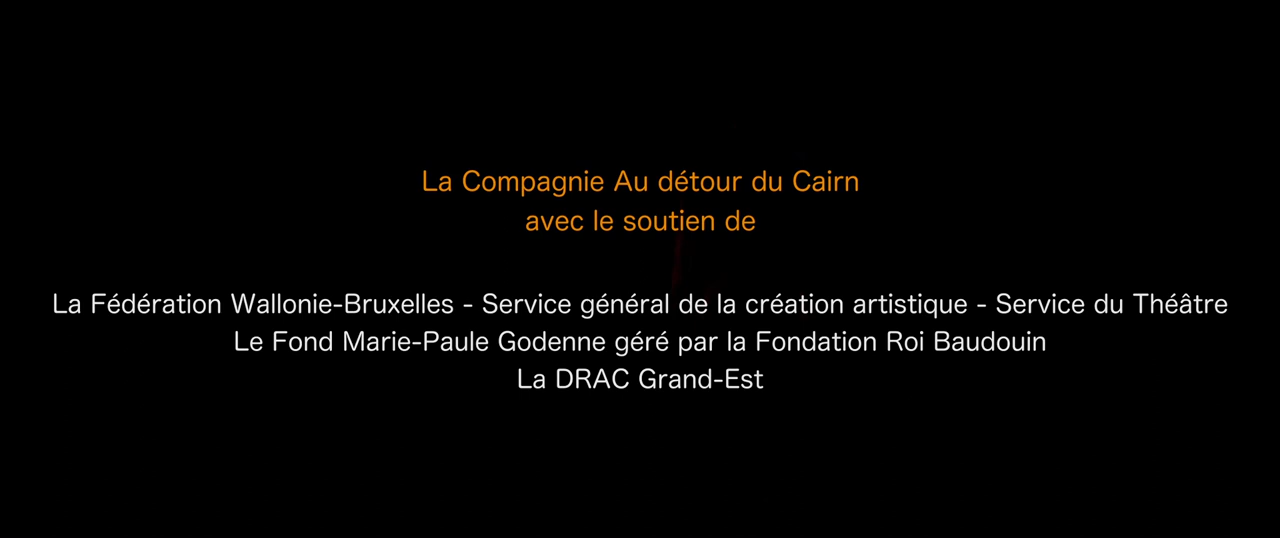 La Compagnie Au détour du Cairn
avec le soutien de
La Fédération Wallonie-Bruxelles - Service général de la création artistique - Service du Théâtre
Le Fond Marie-Paule Godenne géré par la Fondation Roi Baudouin
La DRAC Grand-Est